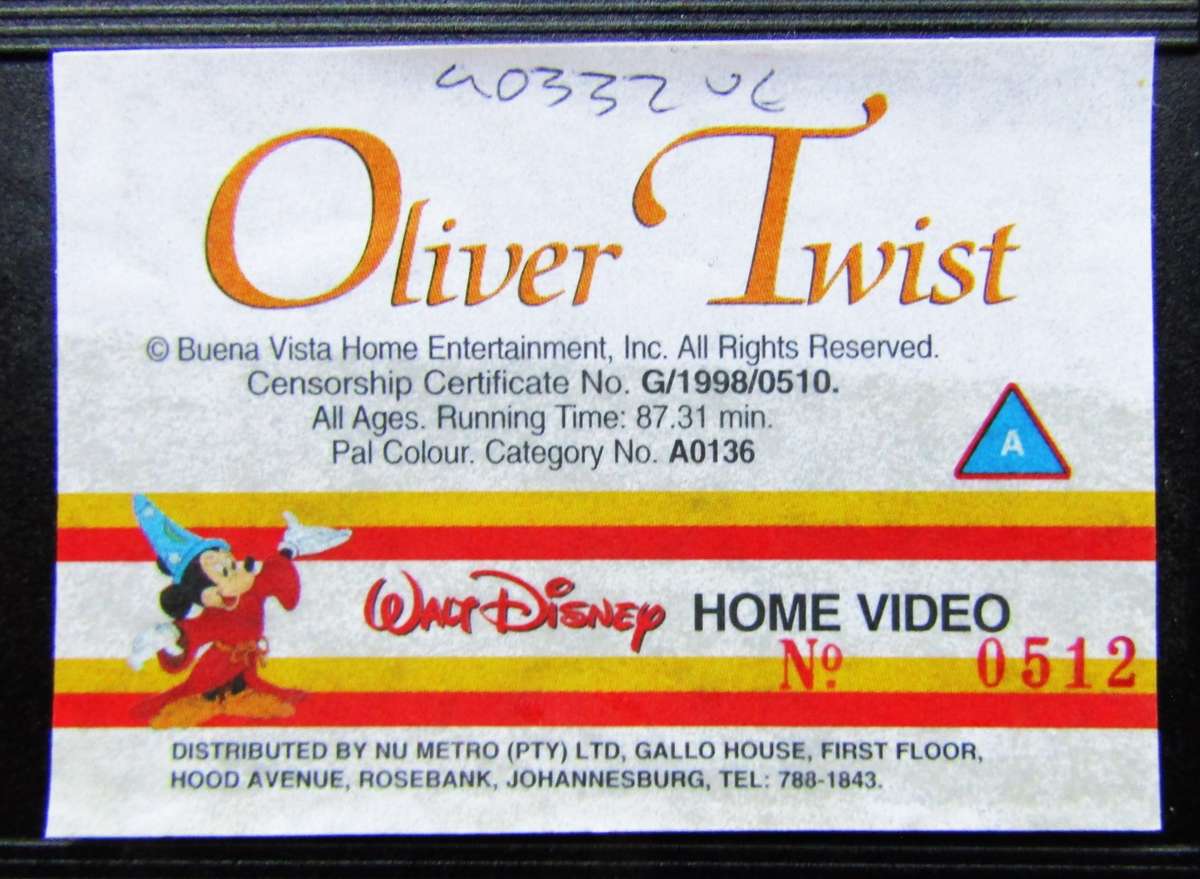 Oliver Twist
© Buena Vista Home Entertainment, Inc. All Rights Reserved.
Censorship Certificate No. G/1998/0510.
All Ages. Running Time: 87.31 min.
Pal Colour. Category No. A0136
A
WALT DISNEY HOME VIDEO
Nº 0512
DISTRIBUTED BY NU METRO (PTY) LTD, GALLO HOUSE, FIRST FLOOR,
HOOD AVENUE, ROSEBANK, JOHANNESBURG, TEL: 788-1843.